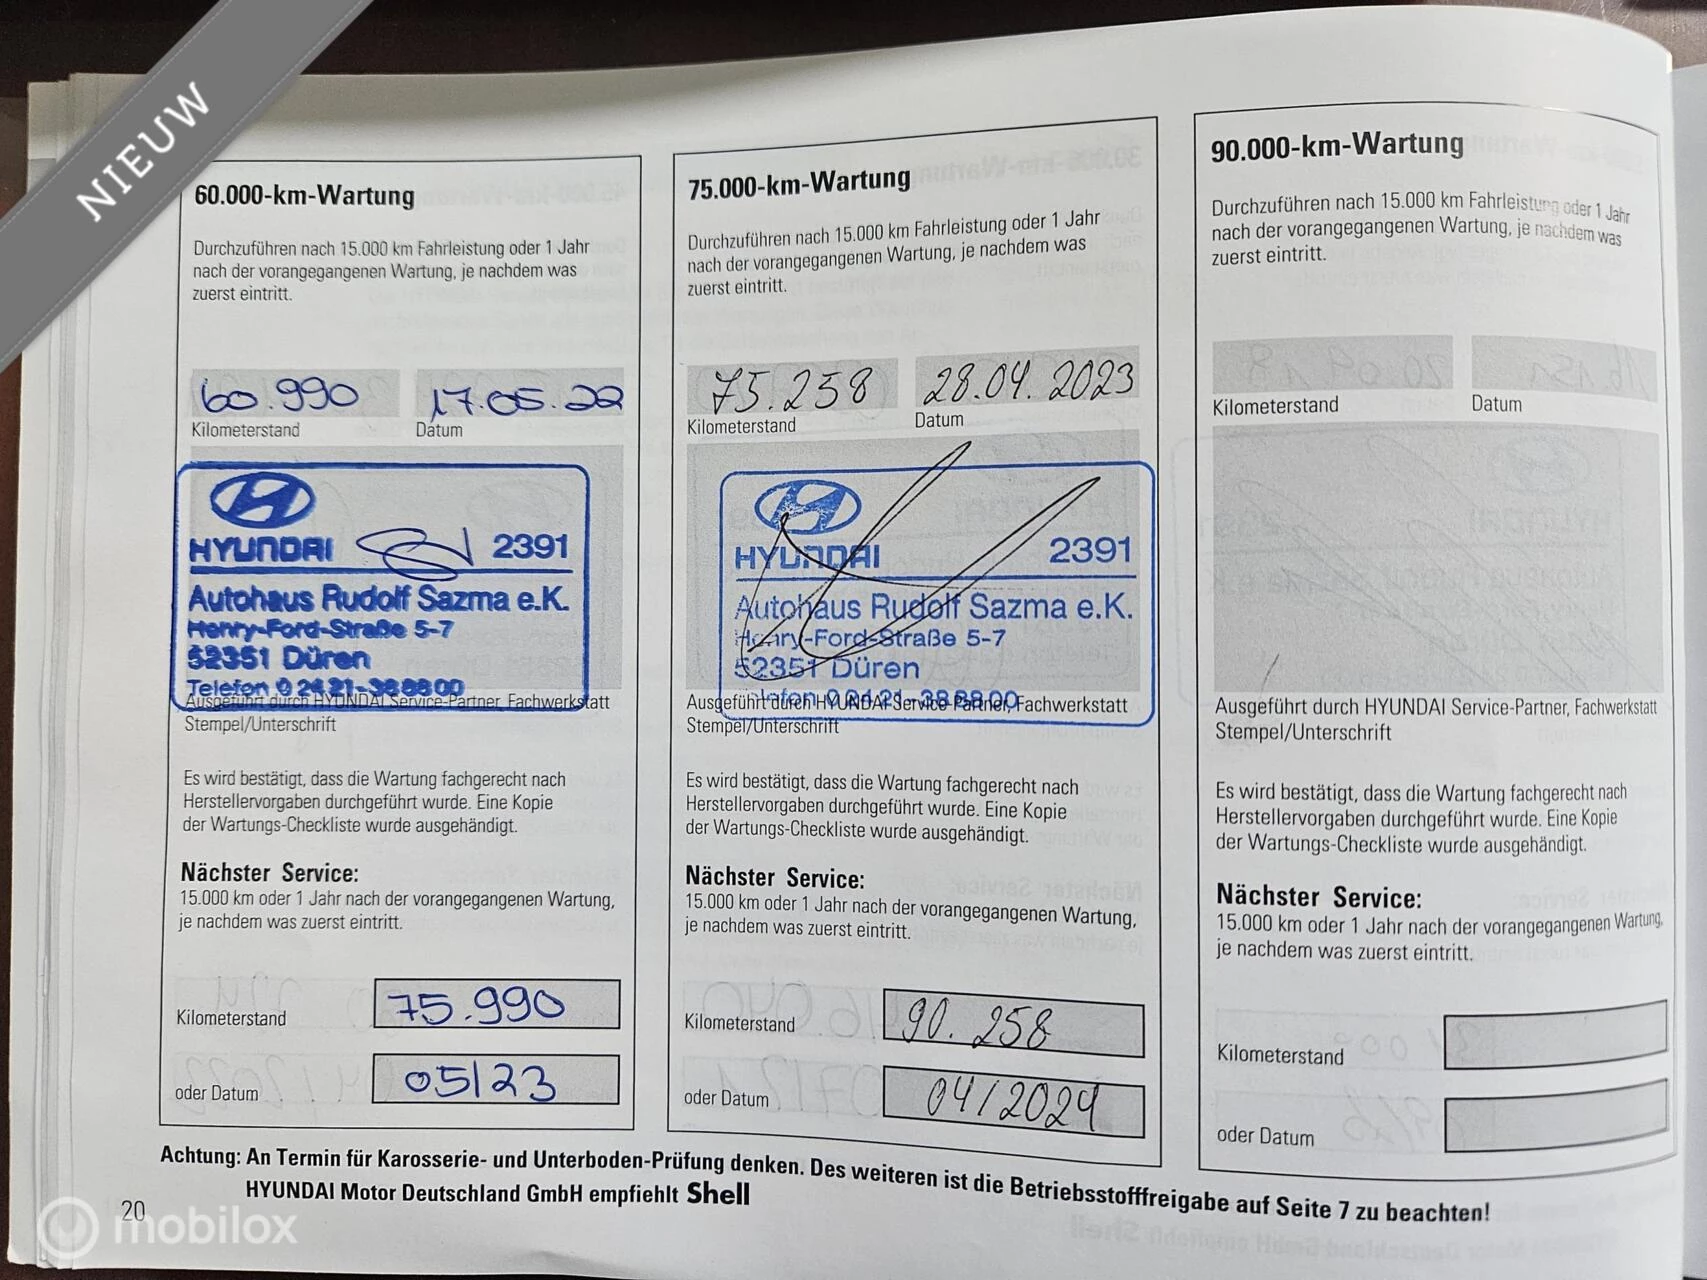 NIEUW
60.000-km-Wartung
Durchzuführen nach 15.000 km Fahrleistung oder 1 Jahr
nach der vorangegangenen Wartung, je nachdem was
zuerst eintritt.
60.990
17.05.22
Kilometerstand
Datum
HYUNDAI 2391
Autohaus Rudolf Sazma e.K.
Henry-Ford-Straße 5-7
52351 Düren
Telefon 0 24 21-38 88 00
Ausgeführt durch HYUNDAI Service-Partner, Fachwerkstatt
Stempel/Unterschrift
Es wird bestätigt, dass die Wartung fachgerecht nach
Herstellervorgaben durchgeführt wurde. Eine Kopie
der Wartungs-Checkliste wurde ausgehändigt.
Nächster Service:
15.000 km oder 1 Jahr nach der vorangegangenen Wartung,
je nachdem was zuerst eintritt.
Kilometerstand 75.990
oder Datum 05/23
75.000-km-Wartung
Durchzuführen nach 15.000 km Fahrleistung oder 1 Jahr
nach der vorangegangenen Wartung, je nachdem was
zuerst eintritt.
75.258
28.04.2023
Kilometerstand
Datum
HYUNDAI 2391
Autohaus Rudolf Sazma e.K.
Henry-Ford-Straße 5-7
52351 Düren
Telefon 0 24 21-38 88 00
Ausgeführt durch HYUNDAI Service-Partner, Fachwerkstatt
Stempel/Unterschrift
Es wird bestätigt, dass die Wartung fachgerecht nach
Herstellervorgaben durchgeführt wurde. Eine Kopie
der Wartungs-Checkliste wurde ausgehändigt.
Nächster Service:
15.000 km oder 1 Jahr nach der vorangegangenen Wartung,
je nachdem was zuerst eintritt.
Kilometerstand 90.258
oder Datum 04/2024
90.000-km-Wartung
Durchzuführen nach 15.000 km Fahrleistung oder 1 Jahr
nach der vorangegangenen Wartung, je nachdem was
zuerst eintritt.
Kilometerstand
Datum
Ausgeführt durch HYUNDAI Service-Partner, Fachwerkstatt
Stempel/Unterschrift
Es wird bestätigt, dass die Wartung fachgerecht nach
Herstellervorgaben durchgeführt wurde. Eine Kopie
der Wartungs-Checkliste wurde ausgehändigt.
Nächster Service:
15.000 km oder 1 Jahr nach der vorangegangenen Wartung,
je nachdem was zuerst eintritt.
Kilometerstand
oder Datum
Achtung: An Termin für Karosserie- und Unterboden-Prüfung denken. Des weiteren ist die Betriebsstofffreigabe auf Seite 7 zu beachten!
HYUNDAI Motor Deutschland GmbH empfiehlt Shell
20
mobilox